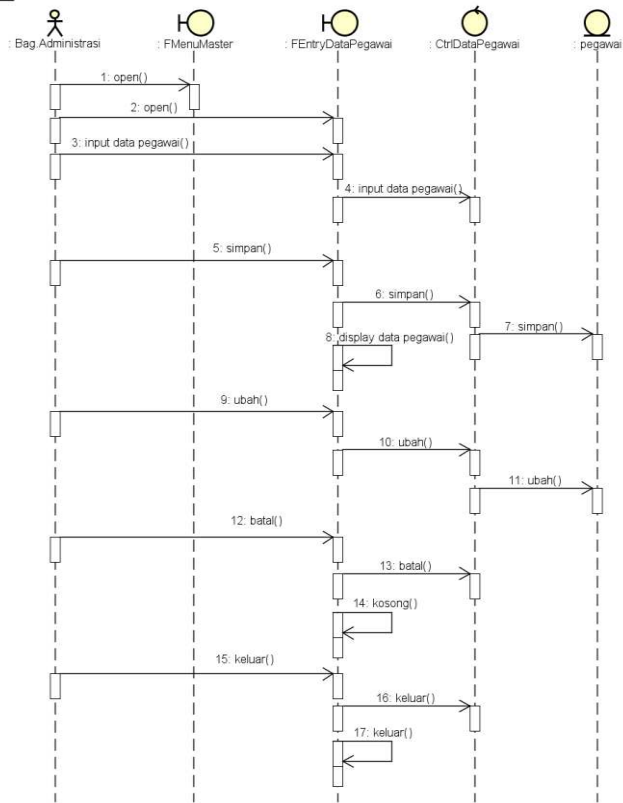 : Bag.Administrasi
: FMenuMaster
: FEntryDataPegawai
: CtrlDataPegawai
: pegawai
1: open()
2: open()
3: input data pegawai()
4: input data pegawai()
5: simpan()
6: simpan()
7: simpan()
8: display data pegawai()
9: ubah()
10: ubah()
11: ubah()
12: batal()
13: batal()
14: kosong()
15: keluar()
16: keluar()
17: keluar()